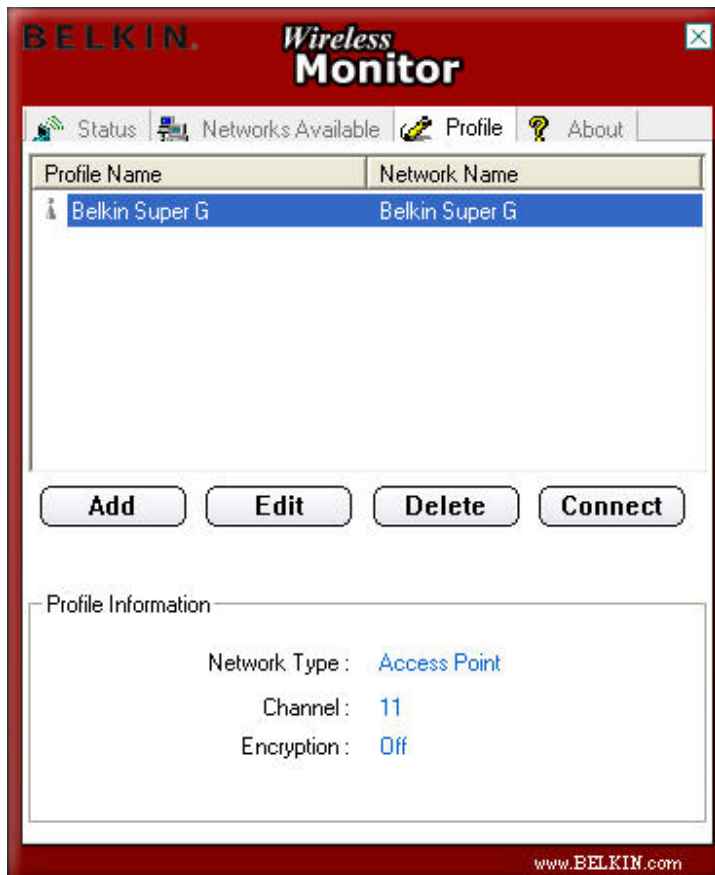 BELKIN.
Wireless
Monitor
Status Networks Available Profile About
Profile Name Network Name
Belkin Super G Belkin Super G
Add Edit Delete Connect
Profile Information
Network Type : Access Point
Channel : 11
Encryption : Off
www.BELKIN.com